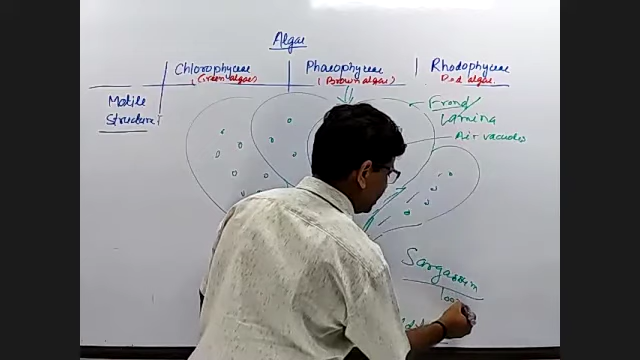 Algae
Chlorophyceae
(Green algae)
Phaeophyceae
(Brown algae)
Rhodophyceae
Red algae
Motile
Structure
Frond
Lamina
Air vacuoles
Sargassum